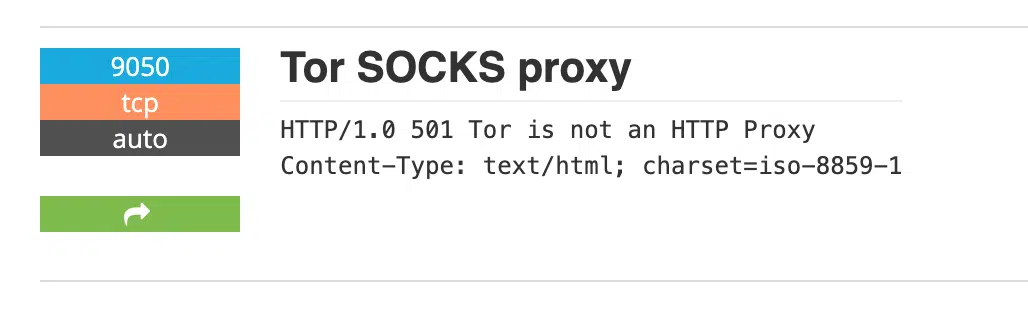 9050
tcp
auto
Tor SOCKS proxy
HTTP/1.0 501 Tor is not an HTTP Proxy
Content-Type: text/html; charset=iso-8859-1